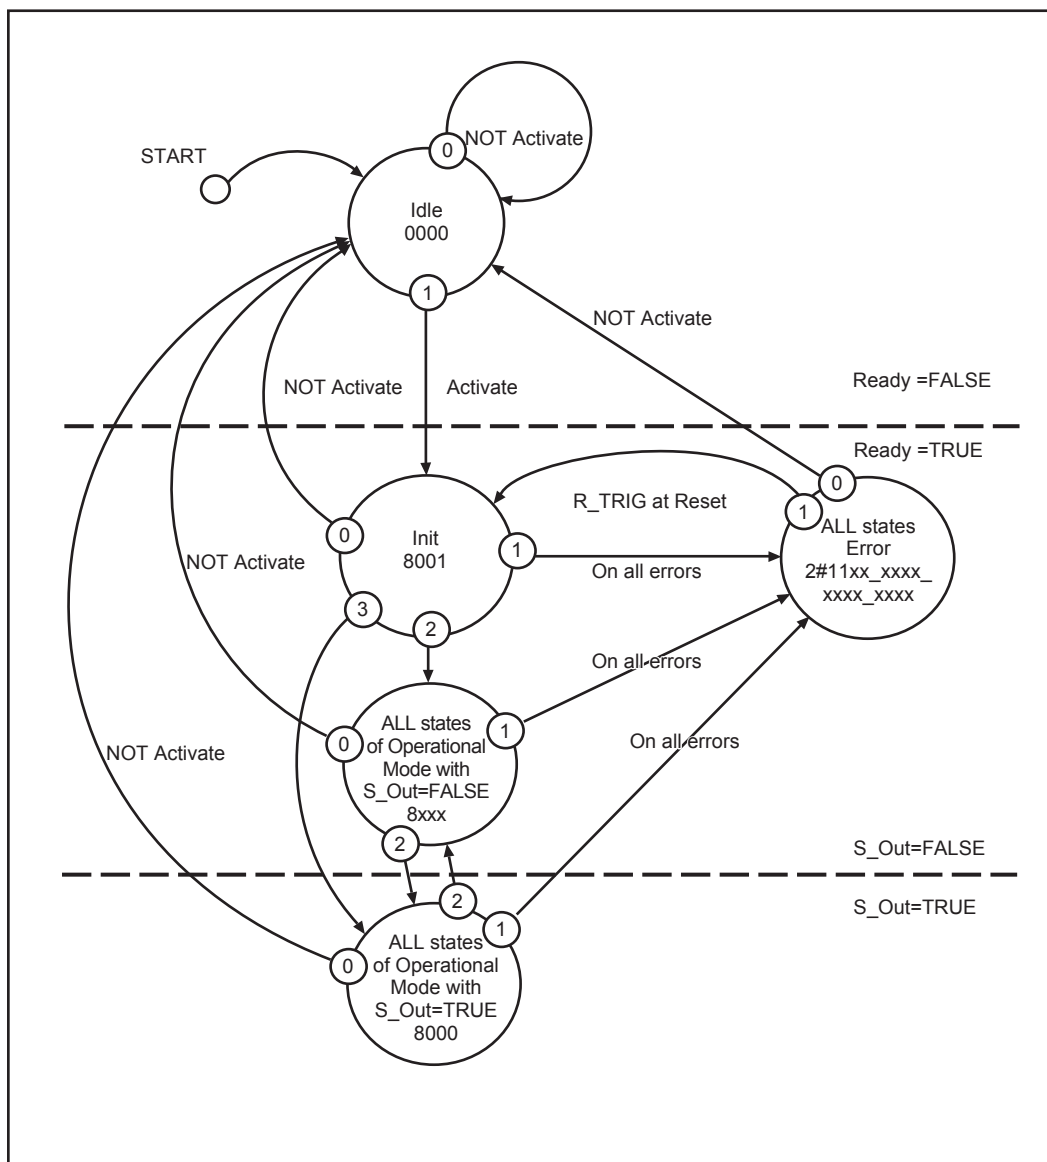 0
NOT Activate
START
Idle
0000
1
NOT Activate
NOT Activate
Activate
Ready =FALSE
Ready =TRUE
0
R_TRIG at Reset
1
ALL states
Error
2#11xx_xxxx_
xxxx_xxxx
0
Init
8001
1
On all errors
3
2
NOT Activate
On all errors
0
ALL states
of Operational
Mode with
S_Out=FALSE
8xxx
1
On all errors
NOT Activate
2
S_Out=FALSE
S_Out=TRUE
2
1
0
ALL states
of Operational
Mode with
S_Out=TRUE
8000